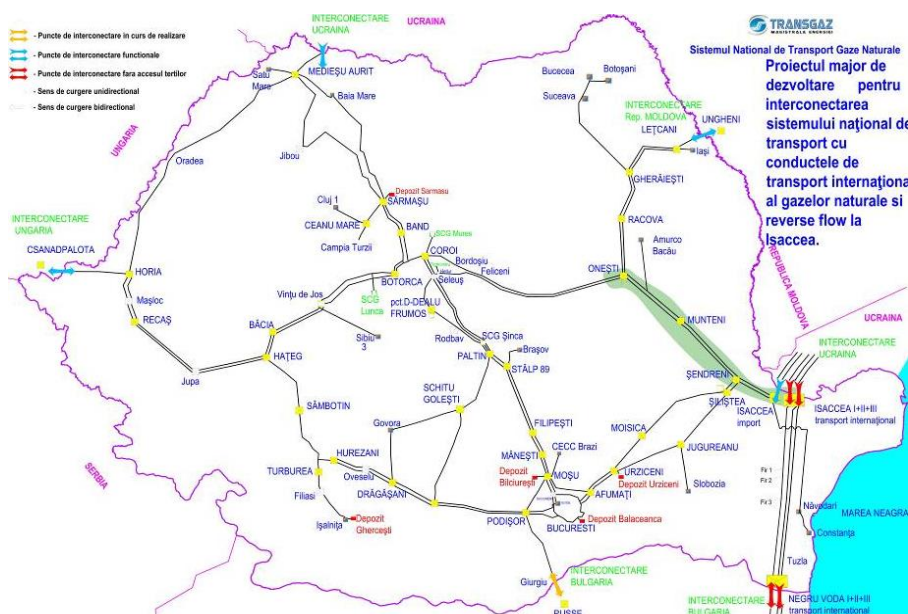 - Puncte de interconectare in curs de realizare
- Puncte de interconectare functionale
- Puncte de interconectare fara accesul tertilor
- Sens de curgere unidirectional
- Sens de curgere bidirectional
INTERCONECTARE
UCRAINA
UCRAINA
TRANSGAZ
MAGISTRALA ENERGIEI
Sistemul National de Transport Gaze Naturale
Proiectul major de
dezvoltare pentru
interconectarea
sistemului naţional de
transport cu
conductele de
transport internaţiona
al gazelor naturale si
reverse flow la
Isaccea.
MEDIEŞU AURIT
Satu
Mare
Baia Mare
Bucecea
Botoşani
Suceava
INTERCONECTARE
Rep. MOLDOVA
UNGHENI
LEŢCANI
Iaşi
UNGARIA
Oradea
Jibou
GHERĂIEŞTI
Depozit Sarmasu
SĂRMAŞU
Cluj 1
CEANU MARE
Campia Turzii
BAND
SCG Mures
RACOVA
INTERCONECTARE
UNGARIA
CSANADPALOTA
HORIA
COROI
Bordoşiu
Amurco
Bacău
BOTORCA
Seleuş
Feliceni
ONEŞTI
REPUBLICA MOLDOVA
Maşloc
RECAŞ
Vinţu de Jos
SCG
Lunca
pct.D-DEALU
FRUMOS
MUNTENI
UCRAINA
BĂCIA
Sibiu
3
Rodbav
SCG Şinca
PALTIN
Braşov
INTERCONECTARE
UCRAINA
HAŢEG
STÂLP 89
ŞENDRENI
Jupa
SCHITU
GOLEŞTI
SILIŞTEA
ISACCEA
import
ISACCEA I+II+III
transport internaţional
SÂMBOTIN
Govora
FILIPEŞTI
MOISICA
JUGUREANU
HUREZANI
MĂNEŞTI
CECC Brazi
SERBIA
TURBUREA
Oveselu
MOŞU
Depozit
Bilciureşti
URZICENI
Depozit Urziceni
Slobozia
Fir 1
Fir 2
Fir 3
Filiasi
DRĂGĂŞANI
AFUMAŢI
Năvodari
MAREA NEAGRA
Işalniţa
Depozit
Gherceşti
PODIŞOR
BUCURESTI
Depozit Balaceanca
Constanţa
Tuzla
Giurgiu
INTERCONECTARE
BULGARIA
RUSSE
INTERCONECTARE
BULGARIA
NEGRU VODA I+II+III
transport internaţional